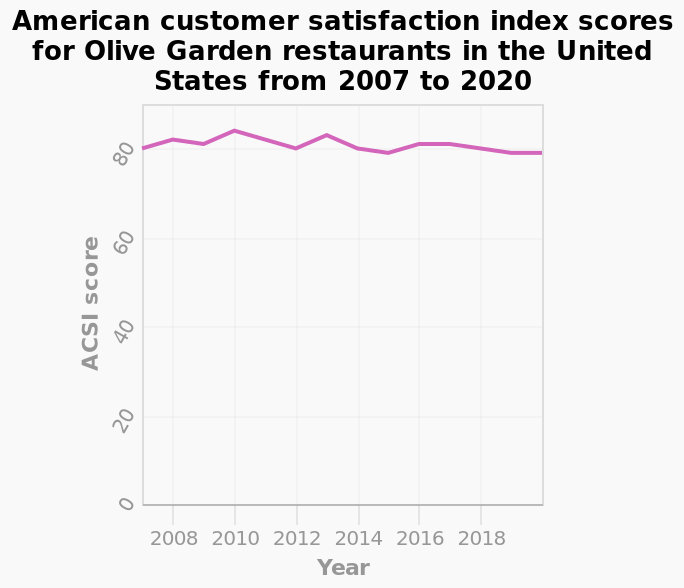 American customer satisfaction index scores
for Olive Garden restaurants in the United
States from 2007 to 2020
80
60
40
20
0
ACSI score
2008 2010 2012 2014 2016 2018
Year